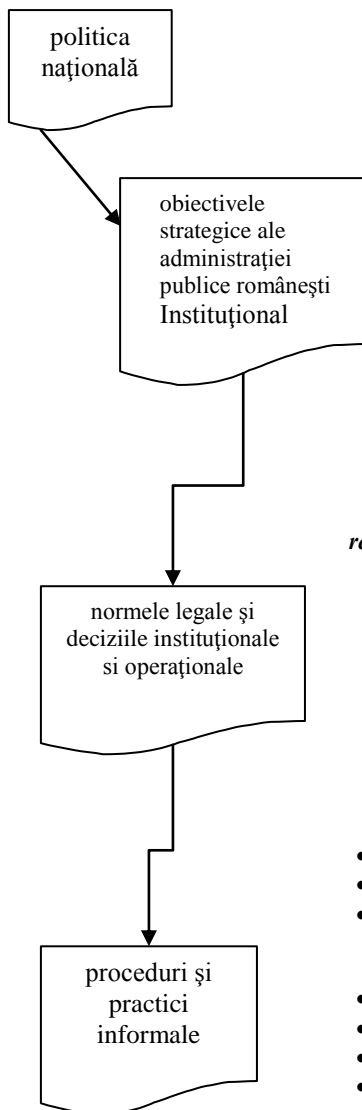 politica
naţională
obiectivele
strategice ale
administraţiei
publice româneşti
Instituţional
normele legale şi
deciziile instituţionale
si operaţionale
proceduri şi
practici
informale